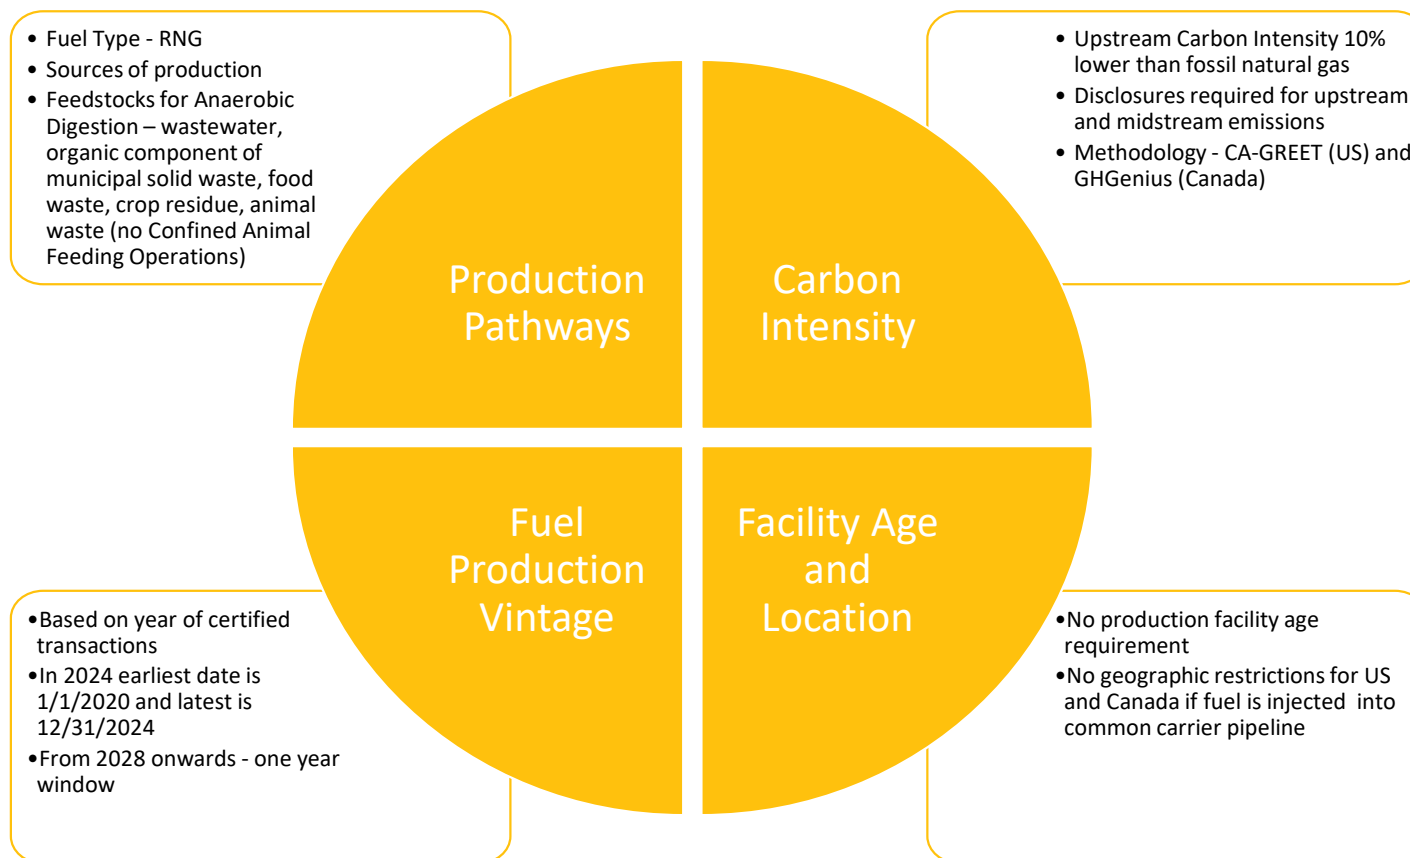 • Fuel Type - RNG
• Sources of production
• Feedstocks for Anaerobic
Digestion – wastewater,
organic component of
municipal solid waste, food
waste, crop residue, animal
waste (no Confined Animal
Feeding Operations)
• Upstream Carbon Intensity 10%
lower than fossil natural gas
• Disclosures required for upstream
and midstream emissions
• Methodology - CA-GREET (US) and
GHGenius (Canada)
Production
Pathways
Carbon
Intensity
Fuel
Production
Vintage
Facility Age
and
Location
•Based on year of certified
transactions
•In 2024 earliest date is
1/1/2020 and latest is
12/31/2024
•From 2028 onwards - one year
window
•No production facility age
requirement
•No geographic restrictions for US
and Canada if fuel is injected into
common carrier pipeline